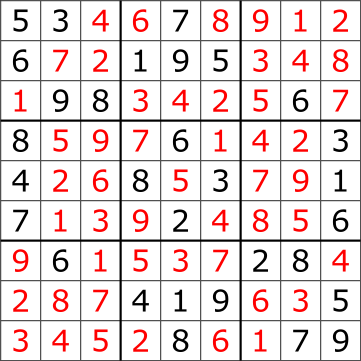 5 3 4 6 7 8 9 1 2
6 7 2 1 9 5 3 4 8
1 9 8 3 4 2 5 6 7
8 5 9 7 6 1 4 2 3
4 2 6 8 5 3 7 9 1
7 1 3 9 2 4 8 5 6
9 6 1 5 3 7 2 8 4
2 8 7 4 1 9 6 3 5
3 4 5 2 8 6 1 7 9